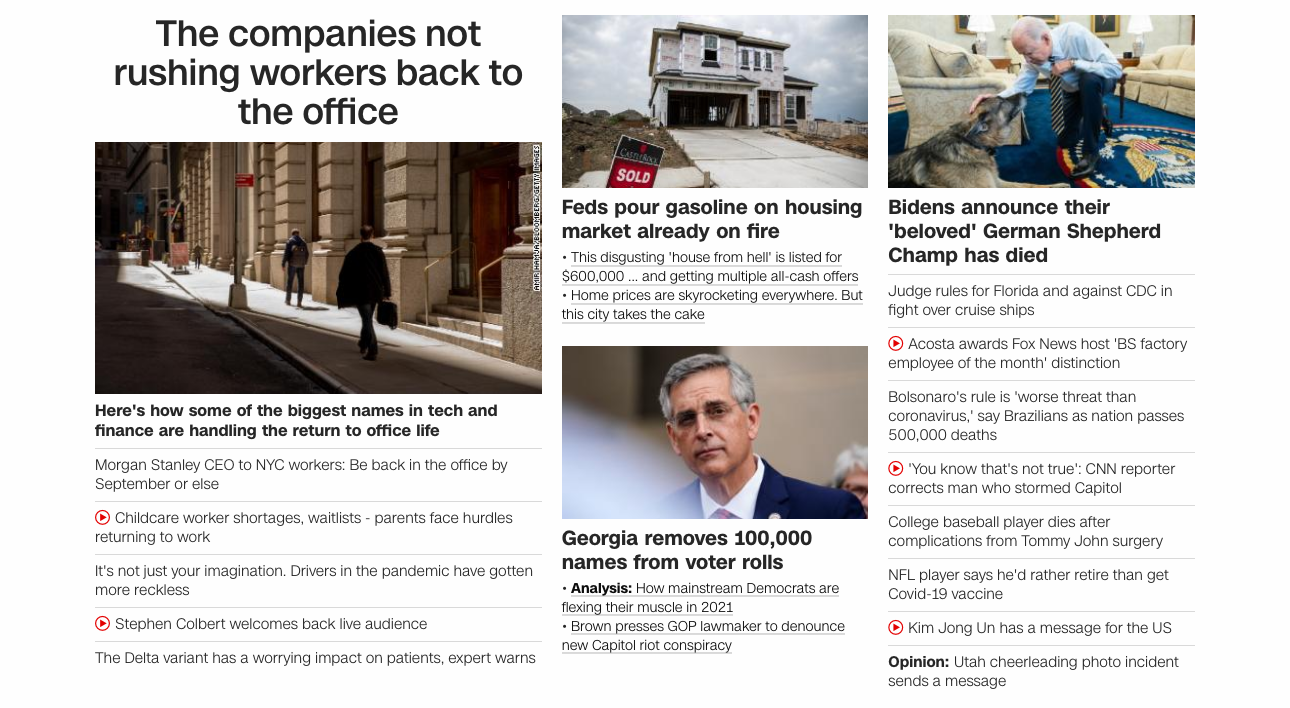 The companies not
rushing workers back to
the office
AMIR HAMJA/BLOOMBERG/GETTY IMAGES
Here's how some of the biggest names in tech and
finance are handling the return to office life
Morgan Stanley CEO to NYC workers: Be back in the office by
September or else
Childcare worker shortages, waitlists - parents face hurdles
returning to work
It's not just your imagination. Drivers in the pandemic have gotten
more reckless
Stephen Colbert welcomes back live audience
The Delta variant has a worrying impact on patients, expert warns
CASTLEROCK
SOLD
Feds pour gasoline on housing
market already on fire
• This disgusting 'house from hell' is listed for
$600,000 ... and getting multiple all-cash offers
• Home prices are skyrocketing everywhere. But
this city takes the cake
Georgia removes 100,000
names from voter rolls
• Analysis: How mainstream Democrats are
flexing their muscle in 2021
• Brown presses GOP lawmaker to denounce
new Capitol riot conspiracy
Bidens announce their
'beloved' German Shepherd
Champ has died
Judge rules for Florida and against CDC in
fight over cruise ships
Acosta awards Fox News host 'BS factory
employee of the month' distinction
Bolsonaro's rule is 'worse threat than
coronavirus,' say Brazilians as nation passes
500,000 deaths
'You know that's not true': CNN reporter
corrects man who stormed Capitol
College baseball player dies after
complications from Tommy John surgery
NFL player says he'd rather retire than get
Covid-19 vaccine
Kim Jong Un has a message for the US
Opinion: Utah cheerleading photo incident
sends a message